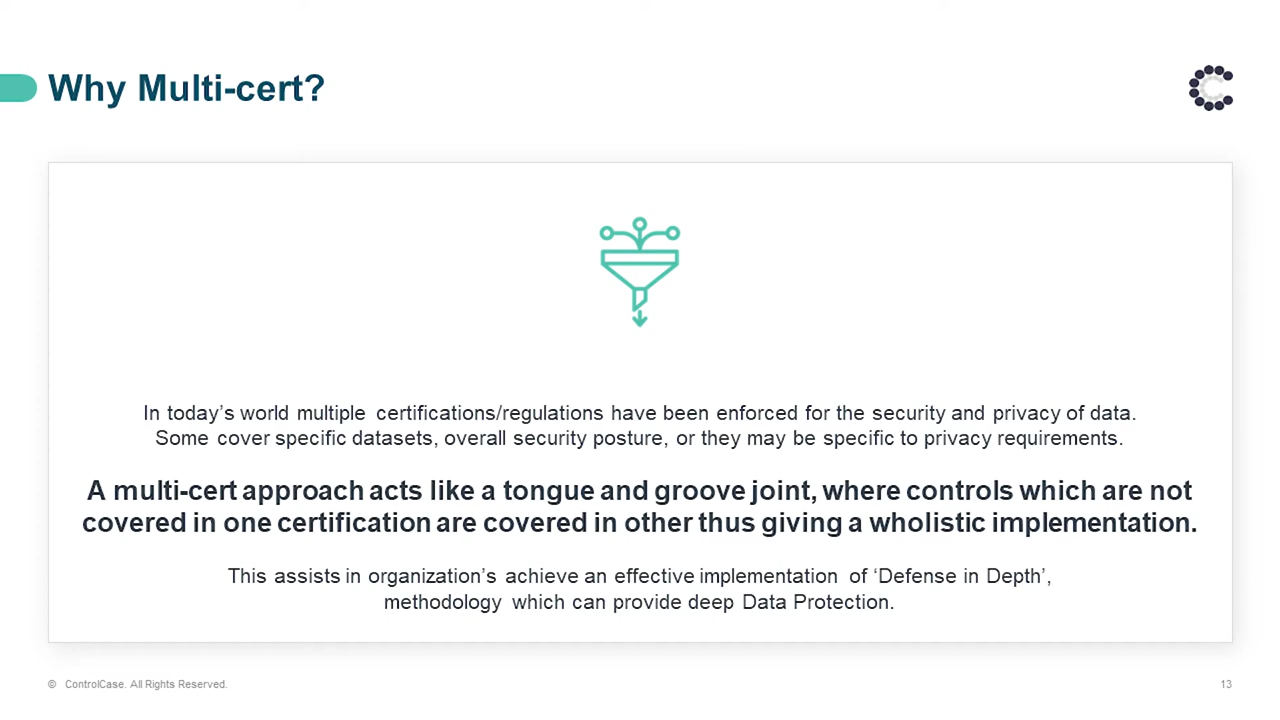 Why Multi-cert?
In today’s world multiple certifications/regulations have been enforced for the security and privacy of data.
Some cover specific datasets, overall security posture, or they may be specific to privacy requirements.
A multi-cert approach acts like a tongue and groove joint, where controls which are not
covered in one certification are covered in other thus giving a wholistic implementation.
This assists in organization’s achieve an effective implementation of ‘Defense in Depth’,
methodology which can provide deep Data Protection.
© ControlCase. All Rights Reserved.
13